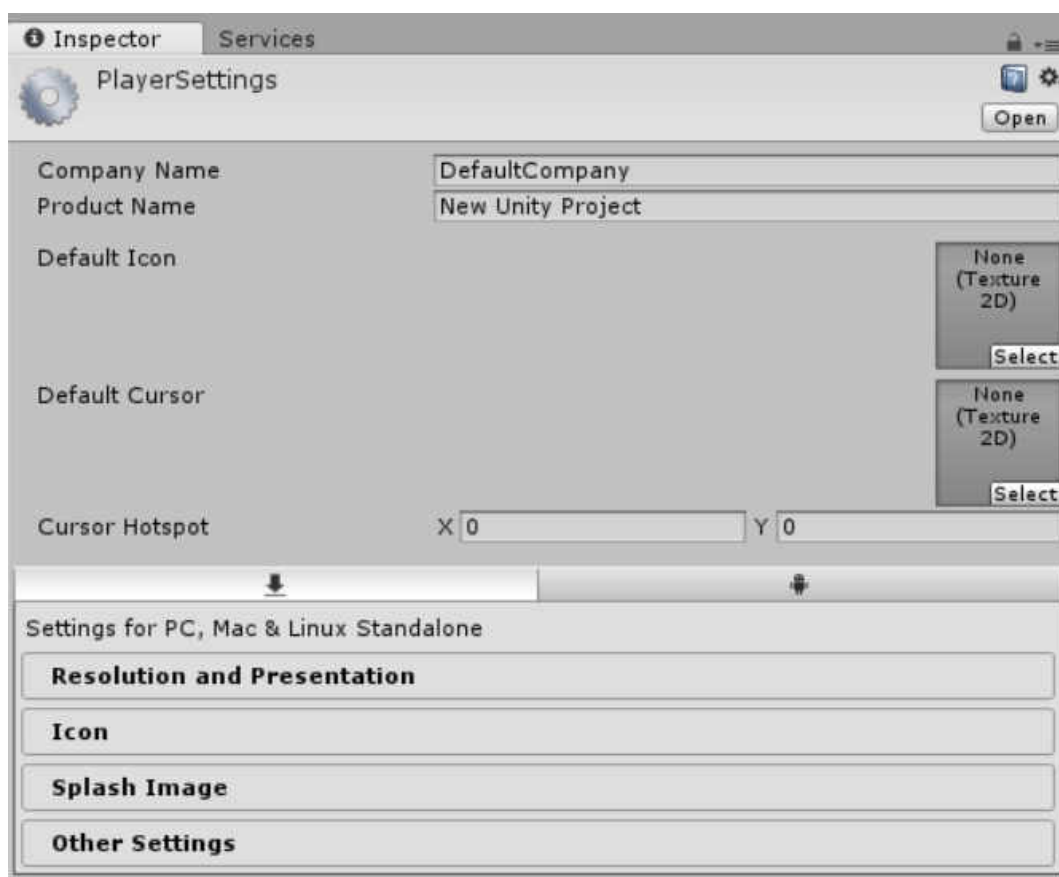 Inspector Services
PlayerSettings
Open
Company Name DefaultCompany
Product Name New Unity Project
Default Icon
None
(Texture
2D)
Select
Default Cursor
None
(Texture
2D)
Select
Cursor Hotspot X 0 Y 0
Settings for PC, Mac & Linux Standalone
Resolution and Presentation
Icon
Splash Image
Other Settings